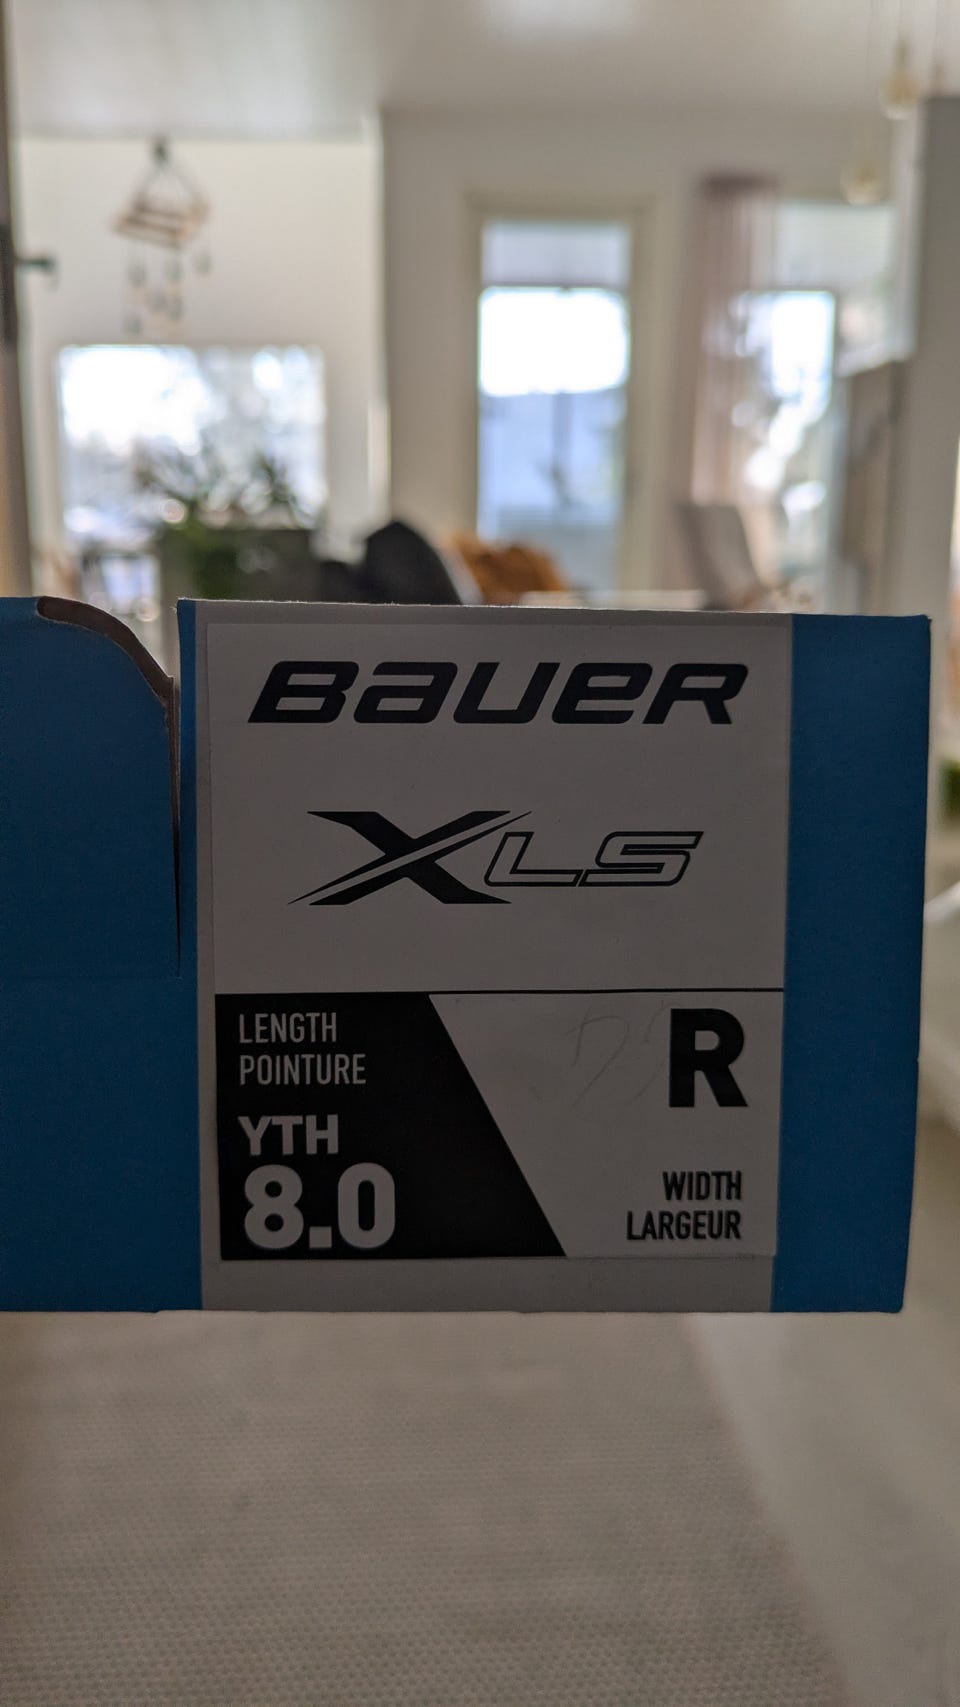 BAUER
XLS
LENGTH
POINTURE
YTH
8.0
R
WIDTH
LARGEUR